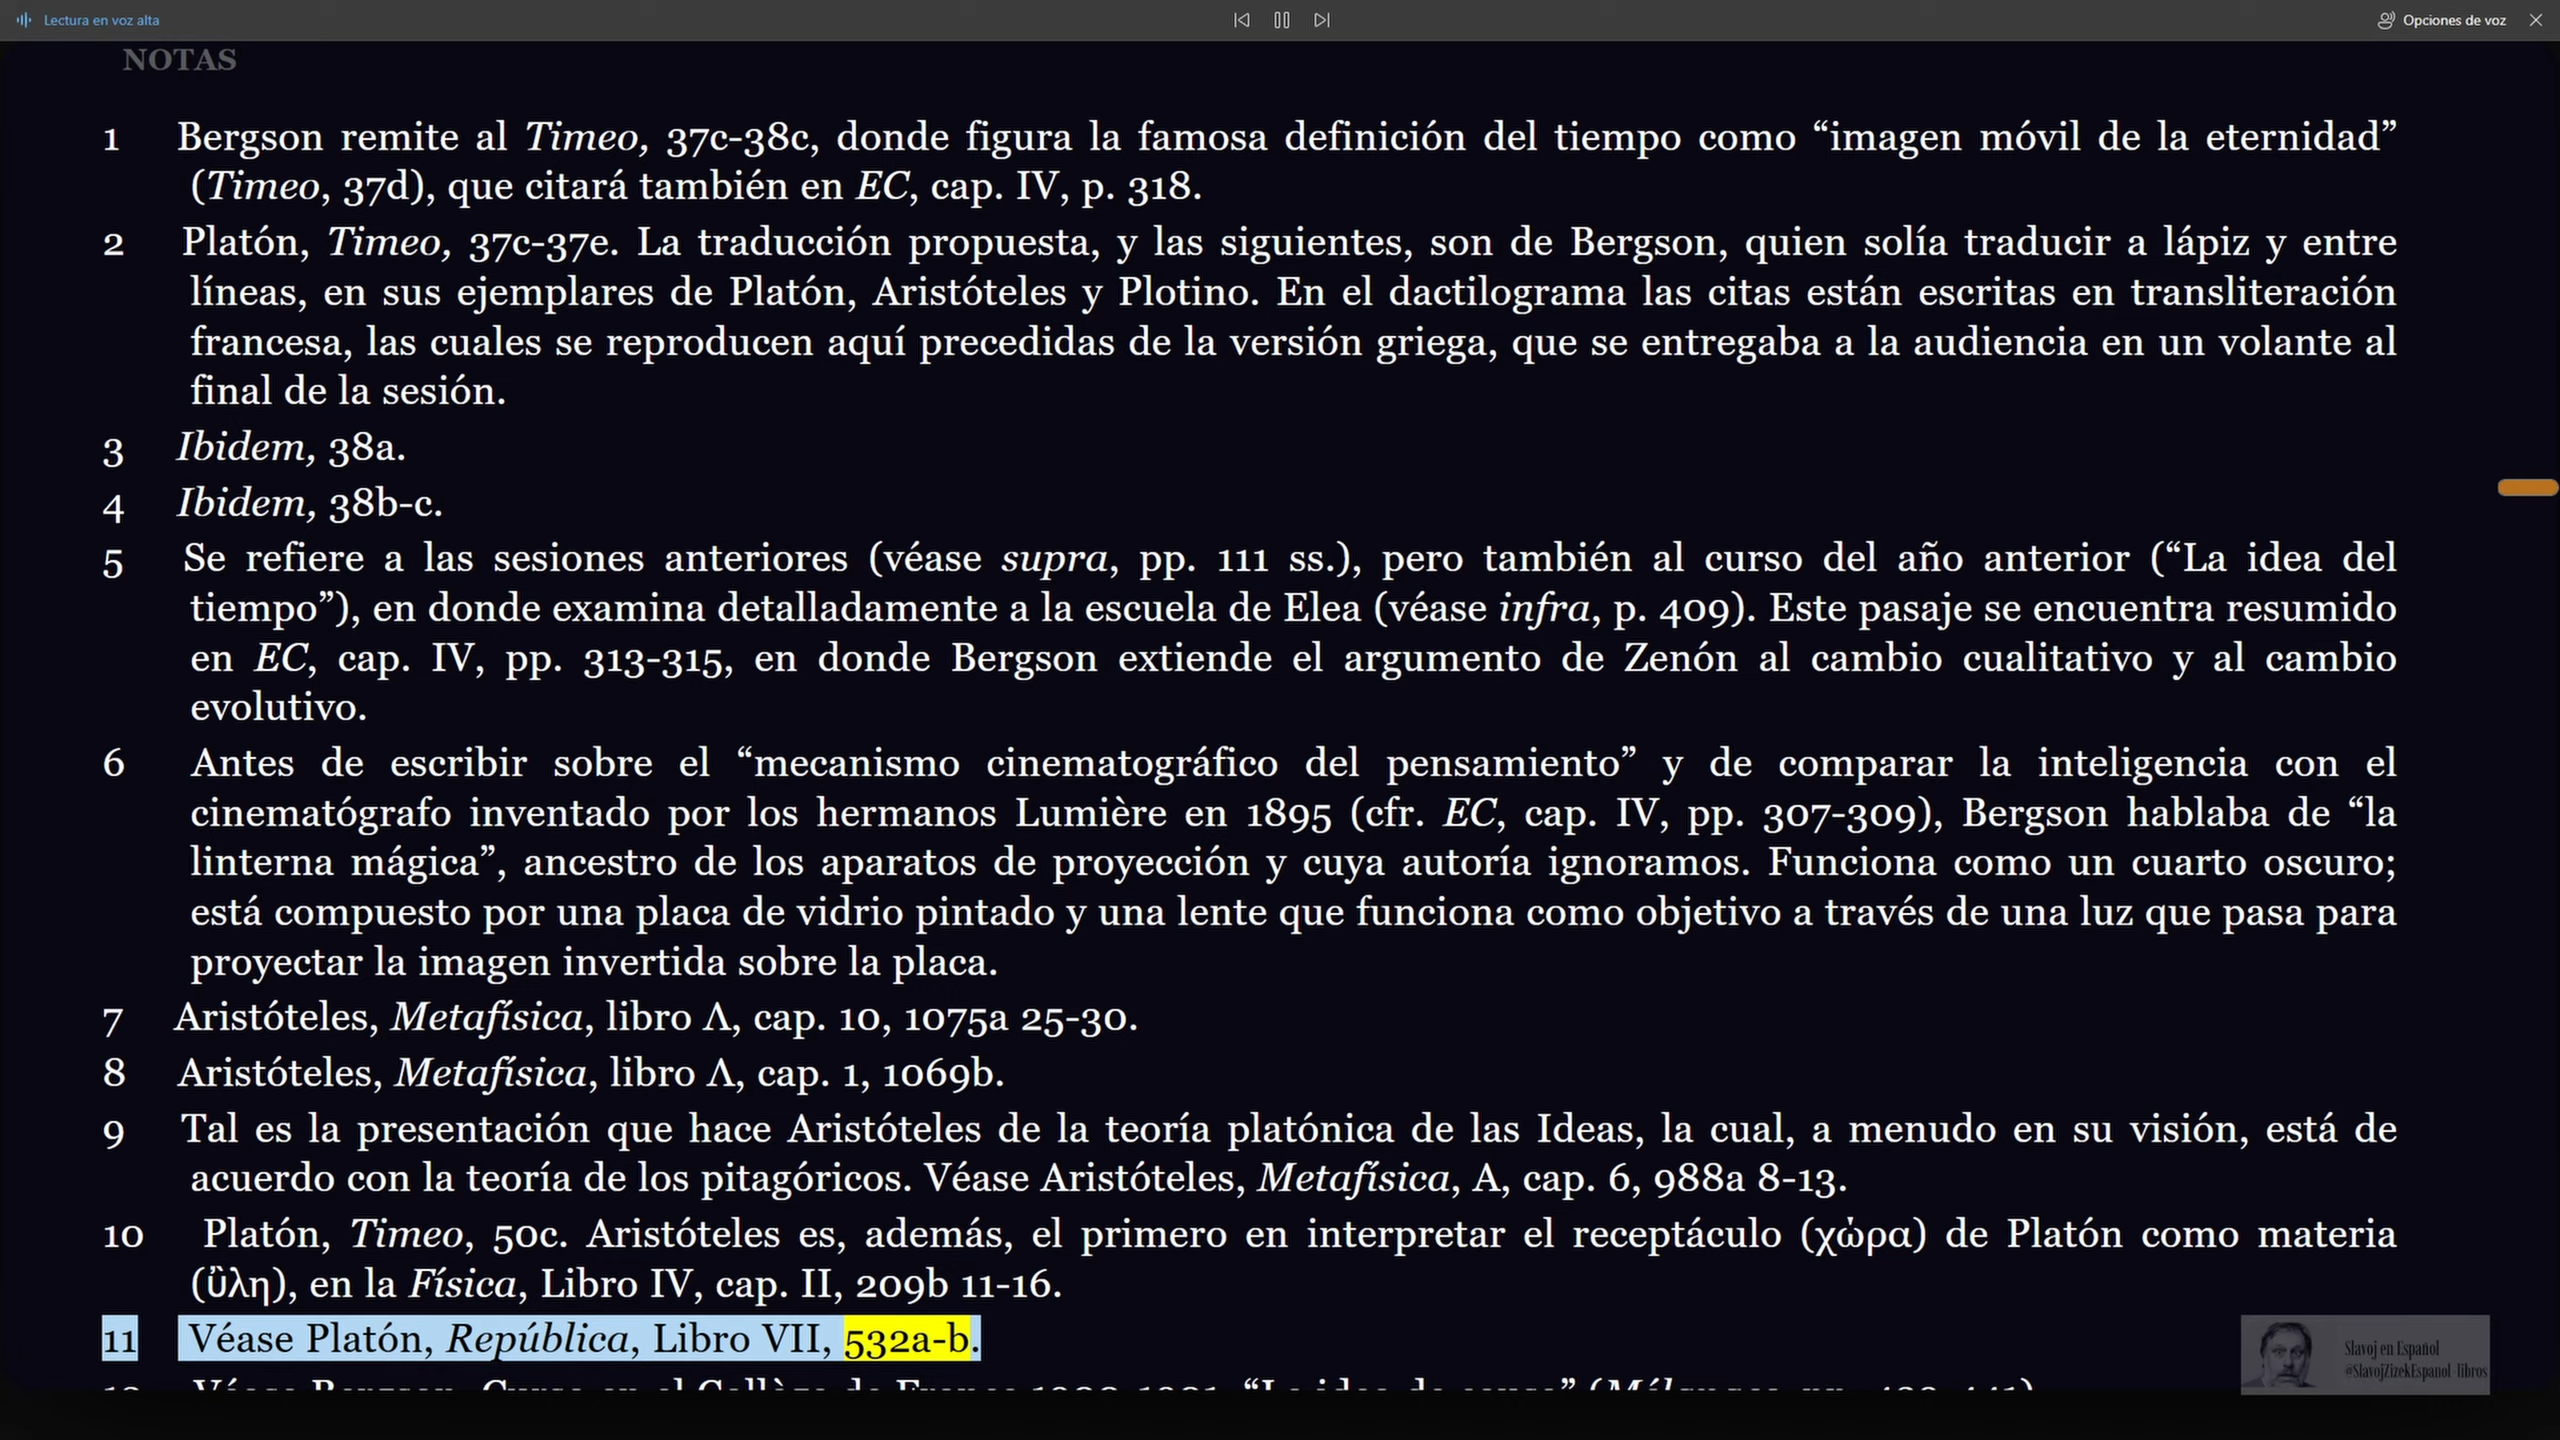 Lectura en voz alta
Opciones de voz
NOTAS
1 Bergson remite al Timeo, 37c-38c, donde figura la famosa definición del tiempo como “imagen móvil de la eternidad”
(Timeo, 37d), que citará también en EC, cap. IV, p. 318.
2 Platón, Timeo, 37c-37e. La traducción propuesta, y las siguientes, son de Bergson, quien solía traducir a lápiz y entre
líneas, en sus ejemplares de Platón, Aristóteles y Plotino. En el dactilograma las citas están escritas en transliteración
francesa, las cuales se reproducen aquí precedidas de la versión griega, que se entregaba a la audiencia en un volante al
final de la sesión.
3 Ibidem, 38a.
4 Ibidem, 38b-c.
5 Se refiere a las sesiones anteriores (véase supra, pp. 111 ss.), pero también al curso del año anterior (“La idea del
tiempo”), en donde examina detalladamente a la escuela de Elea (véase infra, p. 409). Este pasaje se encuentra resumido
en EC, cap. IV, pp. 313-315, en donde Bergson extiende el argumento de Zenón al cambio cualitativo y al cambio
evolutivo.
6 Antes de escribir sobre el “mecanismo cinematográfico del pensamiento” y de comparar la inteligencia con el
cinematógrafo inventado por los hermanos Lumière en 1895 (cfr. EC, cap. IV, pp. 307-309), Bergson hablaba de “la
linterna mágica”, ancestro de los aparatos de proyección y cuya autoría ignoramos. Funciona como un cuarto oscuro;
está compuesto por una placa de vidrio pintado y una lente que funciona como objetivo a través de una luz que pasa para
proyectar la imagen invertida sobre la placa.
7 Aristóteles, Metafísica, libro Λ, cap. 10, 1075a 25-30.
8 Aristóteles, Metafísica, libro Λ, cap. 1, 1069b.
9 Tal es la presentación que hace Aristóteles de la teoría platónica de las Ideas, la cual, a menudo en su visión, está de
acuerdo con la teoría de los pitagóricos. Véase Aristóteles, Metafísica, A, cap. 6, 988a 8-13.
10 Platón, Timeo, 50c. Aristóteles es, además, el primero en interpretar el receptáculo (χὡρα) de Platón como materia
(ὓλη), en la Física, Libro IV, cap. II, 209b 11-16.
11 Véase Platón, República, Libro VII, 532a-b.
Slavoj en Español
@SlavojZizekEspanol-libros